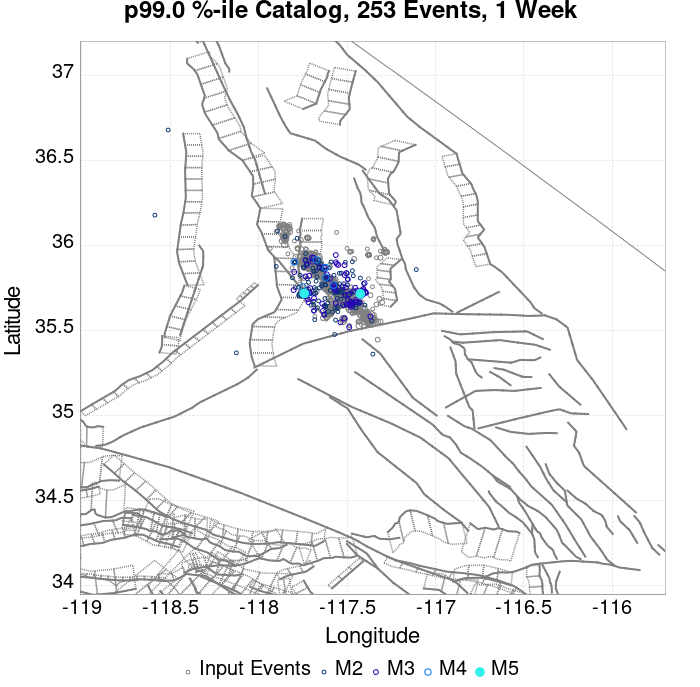 p99.0 %-ile Catalog, 253 Events, 1 Week
37
36.5
36
35.5
35
34.5
34
Latitude
-119 -118.5 -118 -117.5 -117 -116.5 -116
Longitude
Input Events M2 M3 M4 M5